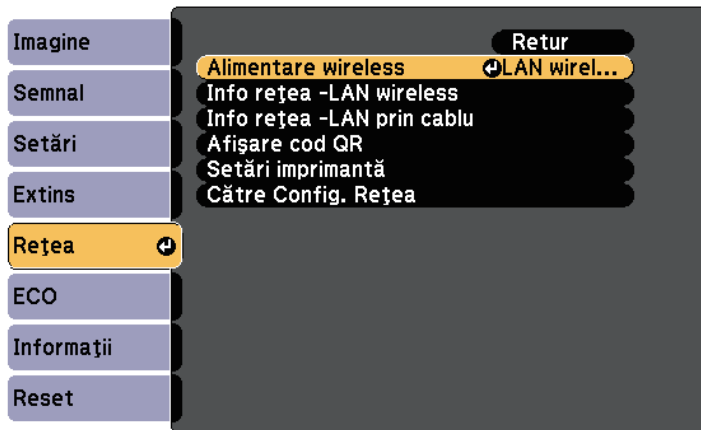 Imagine
Semnal
Setări
Extins
Reţea
ECO
Informaţii
Reset
Retur
Alimentare wireless LAN wirel...
Info reţea -LAN wireless
Info reţea -LAN prin cablu
Afişare cod QR
Setări imprimantă
Către Config. Reţea